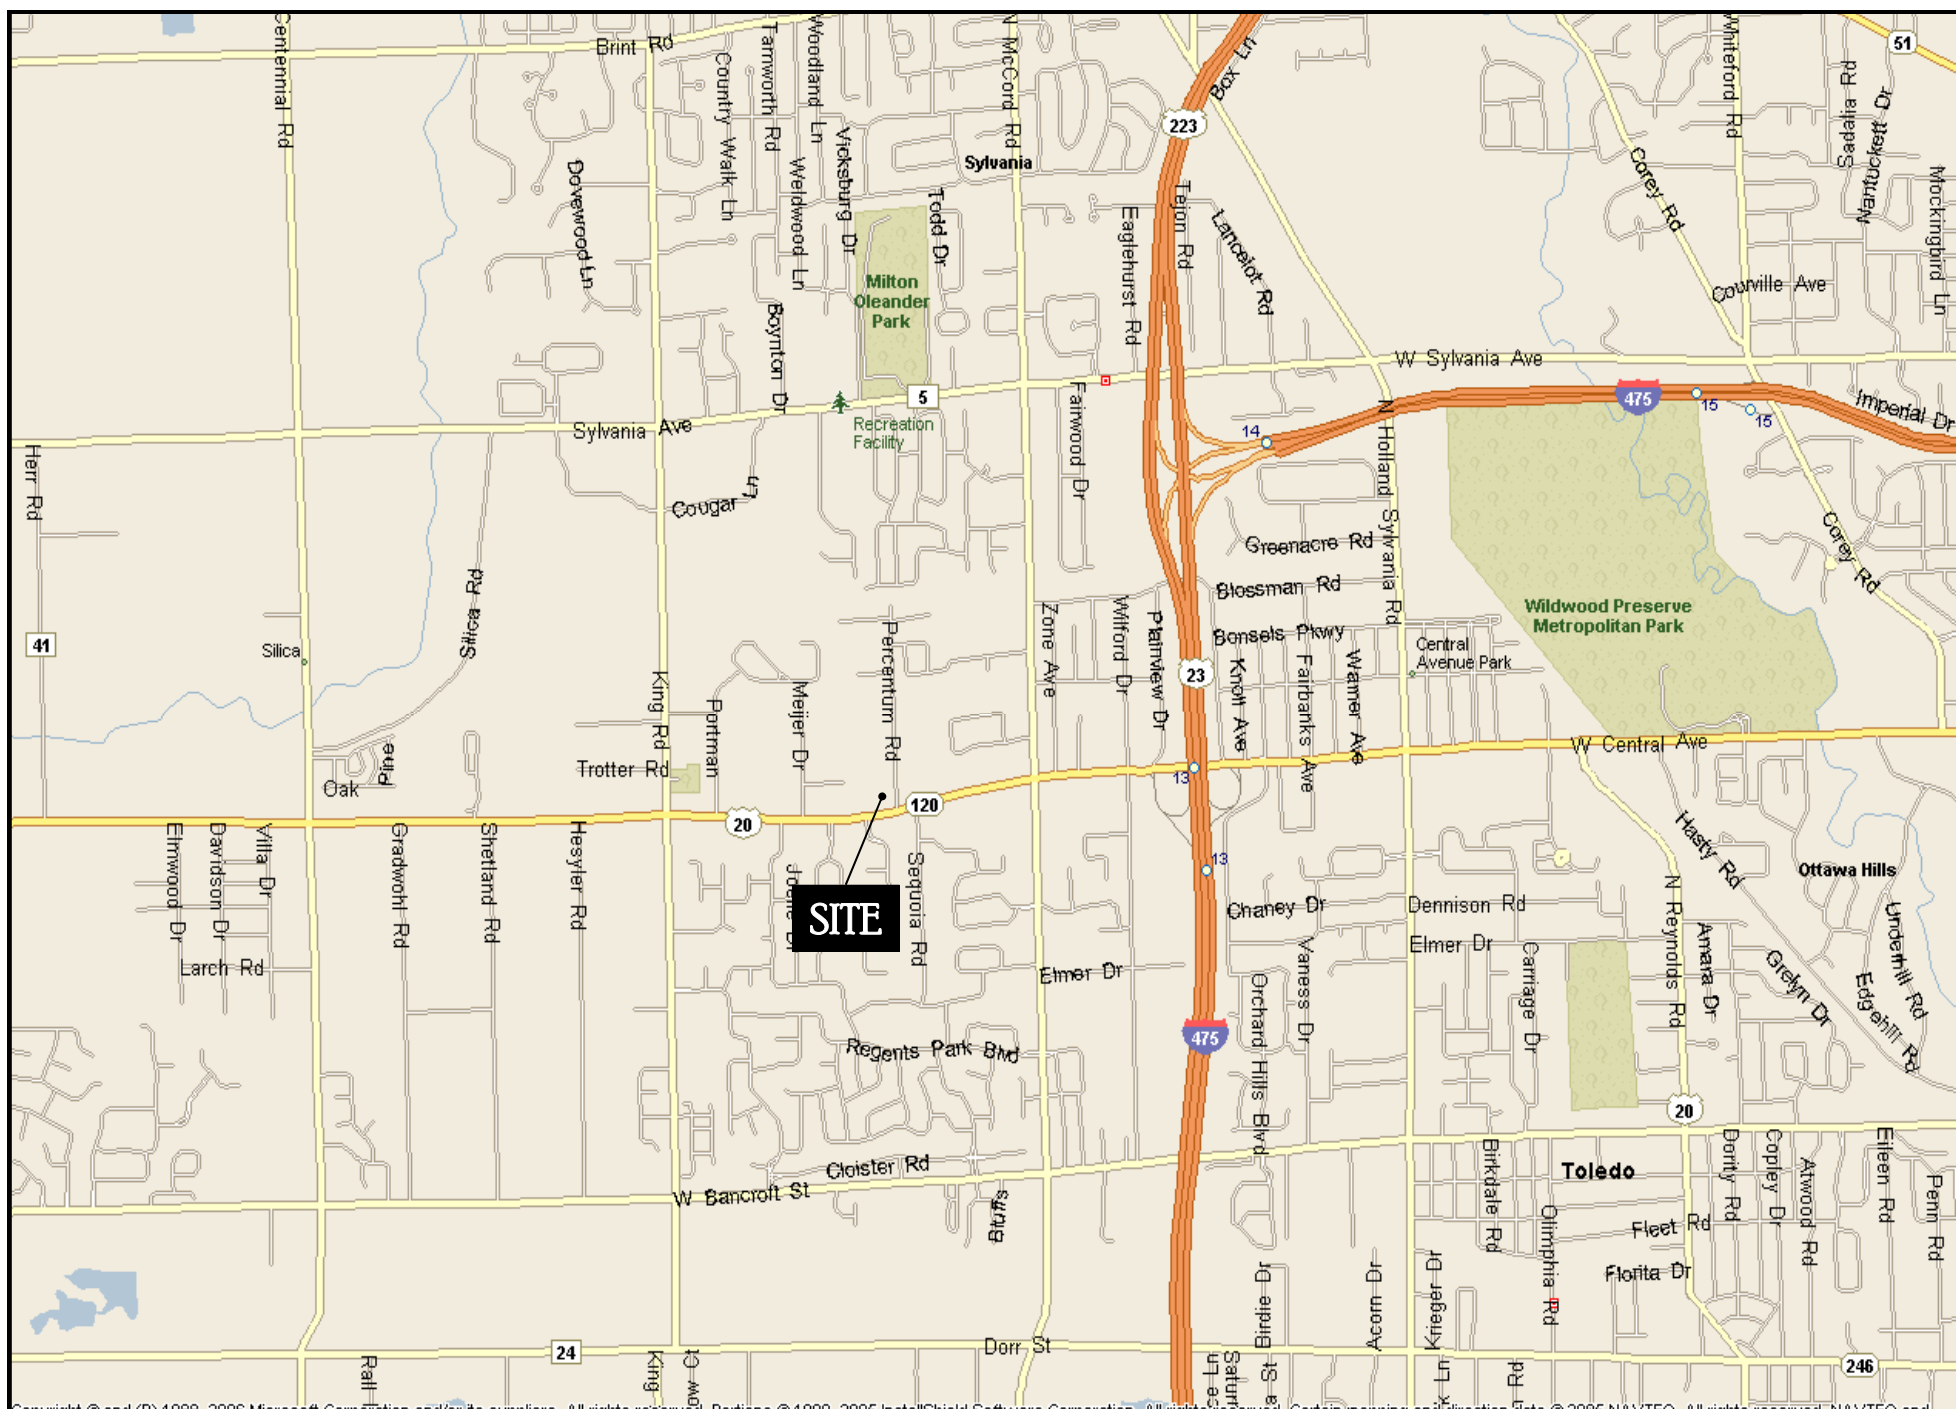 Centennial Rd
Brint Rd
Country Walk Ln
Tamworth Rd
Woodland Ln
Weldwood Ln
Vicksburg Dr
N McCord Rd
Sylvania
223
Box Ln
Whiteford Rd
51
Sadalia Rd
Nantuckett Dr
Mockingbird Ln
Corey Rd
Dovewood Ln
Todd Dr
Milton
Oleander
Park
Boynton Dr
Eaglehurst Rd
Tejon Rd
Lancelot Rd
Courville Ave
W Sylvania Ave
475
15
15
Imperial Dr
5
Sylvania Ave
Recreation
Facility
Fairwood Dr
14
N Holland Sylvania Rd
Herr Rd
Cougar Ln
Greenacre Rd
Blossman Rd
Bonsels Pkwy
Corey Rd
Wildwood Preserve
Metropolitan Park
Central
Avenue Park
41
Silica
Silica Rd
King Rd
Portman
Meijer Dr
Percentum Rd
Zone Ave
Wilford Dr
Plainview Dr
23
Knoll Ave
Fairbanks Ave
Warner Ave
W Central Ave
Pine
Oak
Trotter Rd
13
20
120
13
Elmwood Dr
Davidson Dr
Villa Dr
Gradwohl Rd
Shetland Rd
Hesyler Rd
SITE
Sequoia Rd
Larch Rd
Elmer Dr
Chaney Dr
Dennison Rd
Elmer Dr
Vaness Dr
Orchard Hills Blvd
Carriage Dr
N Reynolds Rd
Amara Dr
Hasty Rd
Ottawa Hills
Grelyn Dr
Underhill Rd
Edgehill Rd
Regents Park Blvd
475
20
Cloister Rd
W Bancroft St
Bluffs
Toledo
Birkdale Rd
Olimphia Rd
Dority Rd
Copley Dr
Atwood Rd
Eileen Rd
Penn Rd
Fleet Rd
Florita Dr
Birdie Dr
Acorn Dr
Krieger Dr
24
Dorr St
246
Rall
King